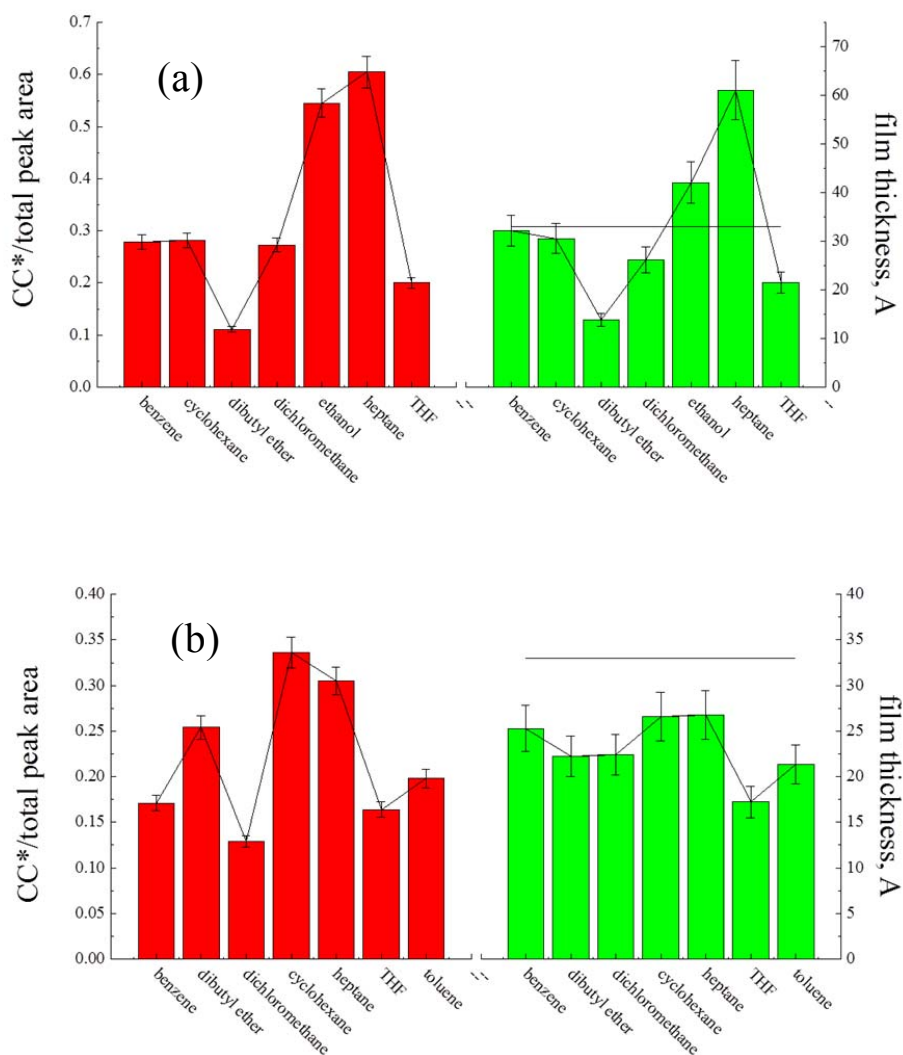 (a)
CC*/total peak area
0.7
0.6
0.5
0.4
0.3
0.2
0.1
0.0
benzene
cyclohexane
dibutyl ether
dichloromethane
ethanol
heptane
THF
--
benzene
cyclohexane
dibutyl ether
dichloromethane
ethanol
heptane
THF
--
70
60
50
40
30
20
10
0
film thickness, A
(b)
CC*/total peak area
0.40
0.35
0.30
0.25
0.20
0.15
0.10
0.05
0.00
benzene
dibutyl ether
dichloromethane
cyclohexane
heptane
THF
toluene
--
benzene
dibutyl ether
dichloromethane
cyclohexane
heptane
THF
toluene
40
35
30
25
20
15
10
5
0
film thickness, A